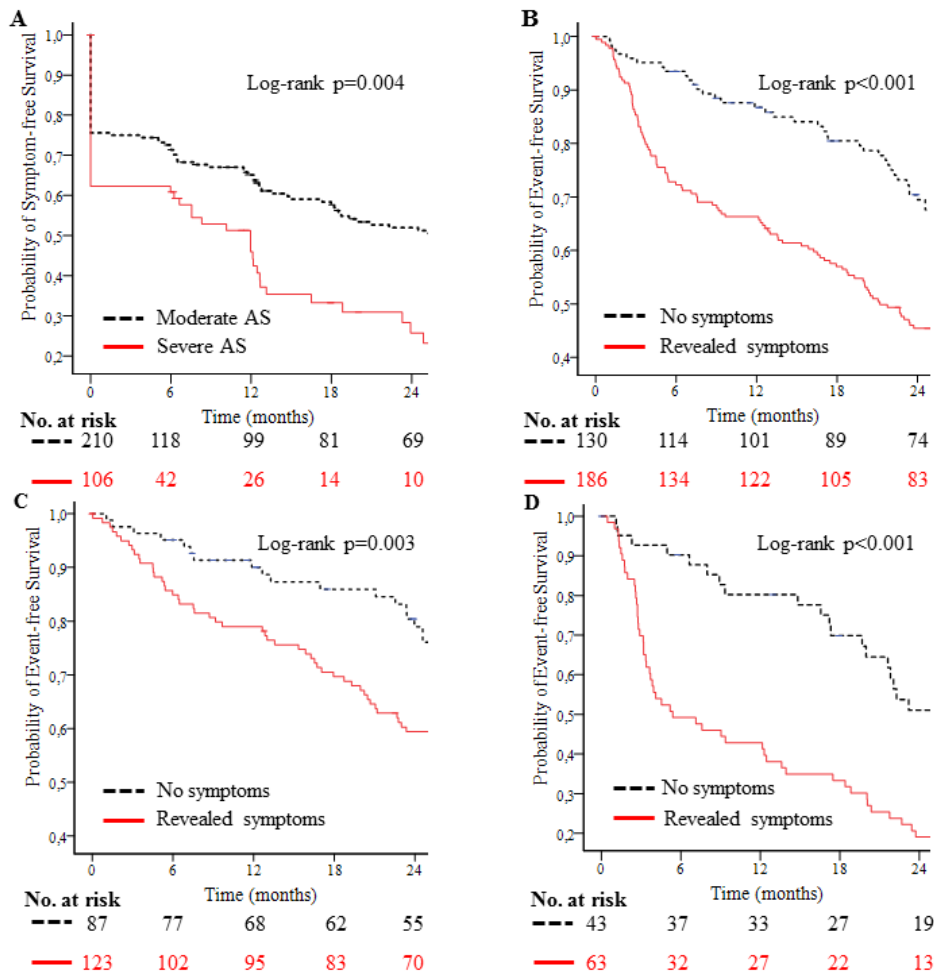 A
Probability of Symptom-free Survival
1,0
0,9
0,8
0,7
0,6
0,5
0,4
0,3
0,2
Log-rank p=0.004
Moderate AS
Severe AS
0 6 12 18 24
Time (months)
No. at risk
210 118 99 81 69
106 42 26 14 10
B
Probability of Event-free Survival
1,0
0,9
0,8
0,7
0,6
0,5
0,4
Log-rank p<0.001
No symptoms
Revealed symptoms
0 6 12 18 24
Time (months)
No. at risk
130 114 101 89 74
186 134 122 105 83
C
Probability of Event-free Survival
1,0
0,9
0,8
0,7
0,6
0,5
0,4
Log-rank p=0.003
No symptoms
Revealed symptoms
0 6 12 18 24
Time (months)
No. at risk
87 77 68 62 55
123 102 95 83 70
D
Probability of Event-free Survival
1,0
0,9
0,8
0,7
0,6
0,5
0,4
0,3
0,2
Log-rank p<0.001
No symptoms
Revealed symptoms
0 6 12 18 24
Time (months)
No. at risk
43 37 33 27 19
63 32 27 22 13